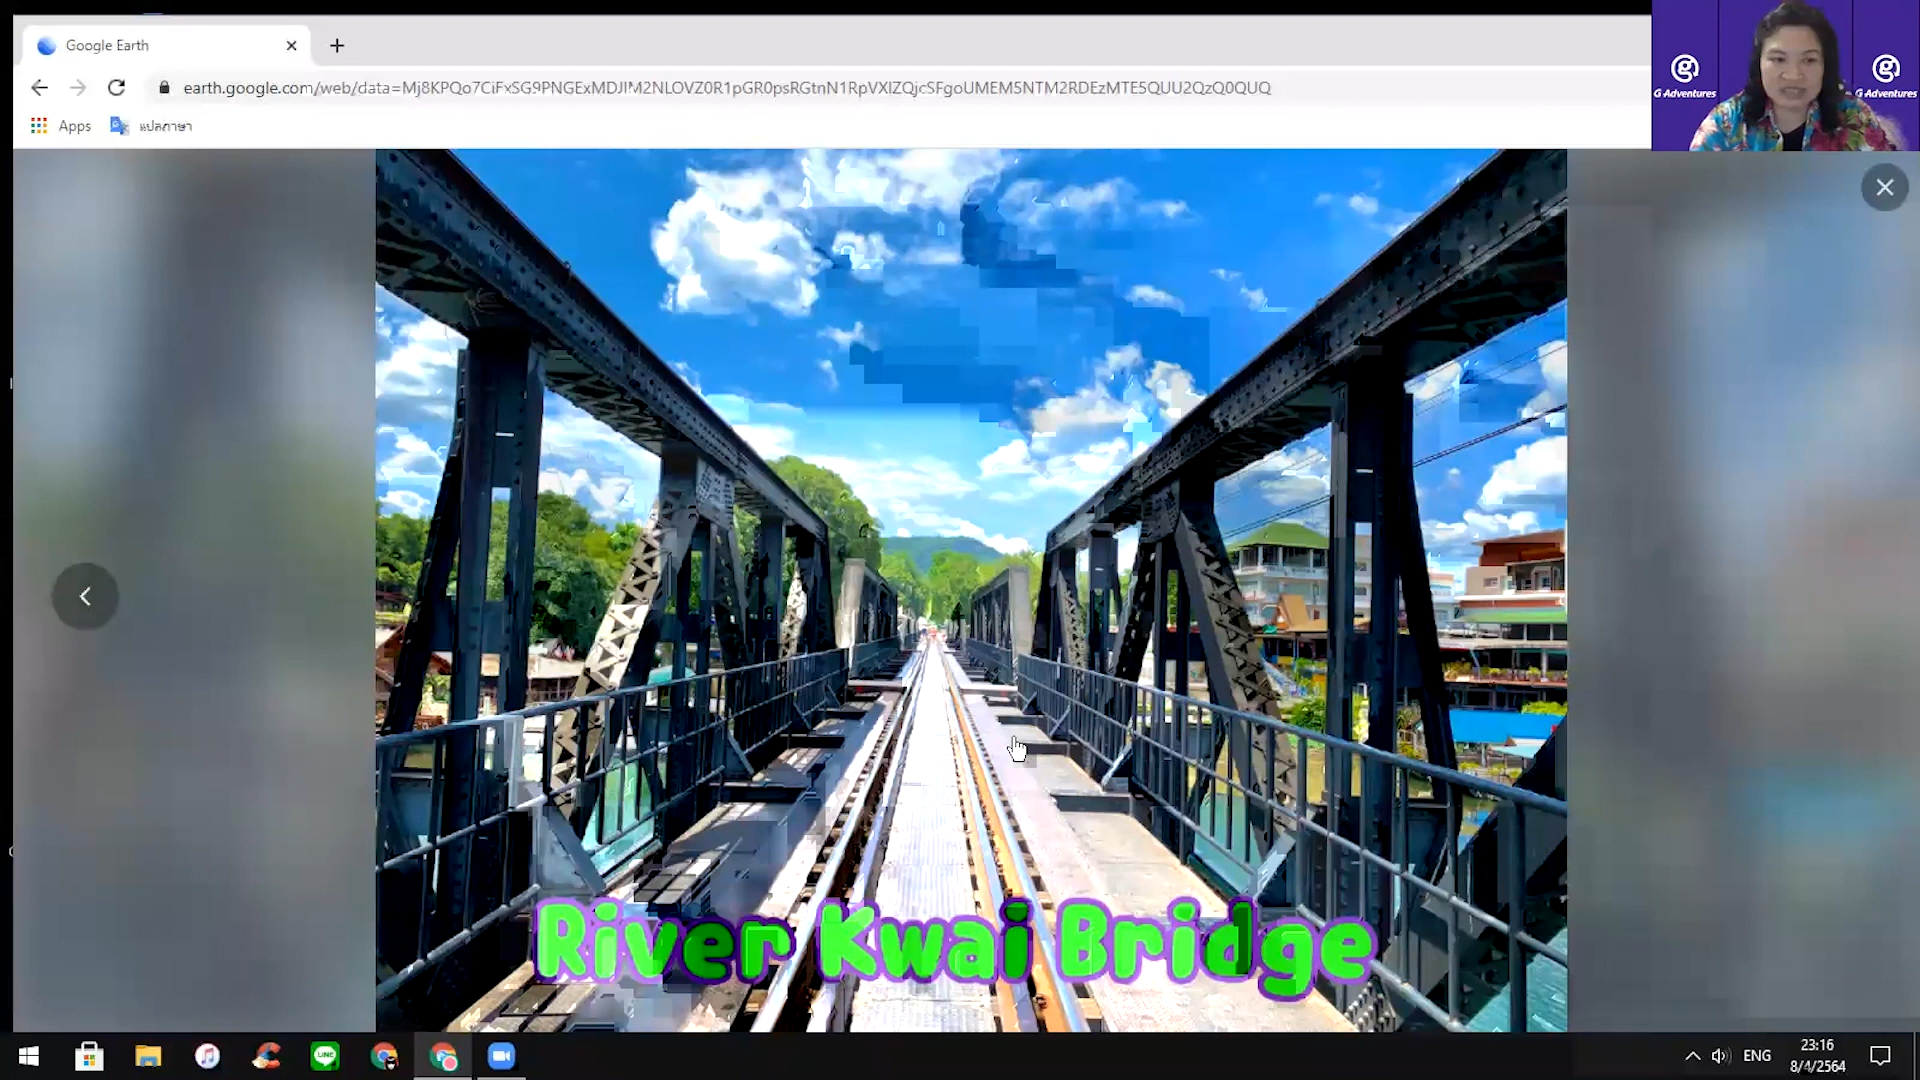 Google Earth
earth.google.com/web/data=Mj8KPQo7CiFxSG9PNGExMDJIM2NLOVZ0R1pGR0psRGtnN1RpVXlZQjcSFgoUMEM5NTM2RDEzMTE5QUU2QzQ0QUQ
Apps แปลภาษา
G Adventures G Adventures
River Kwai Bridge
LINE
ENG 23:16
8/4/2564